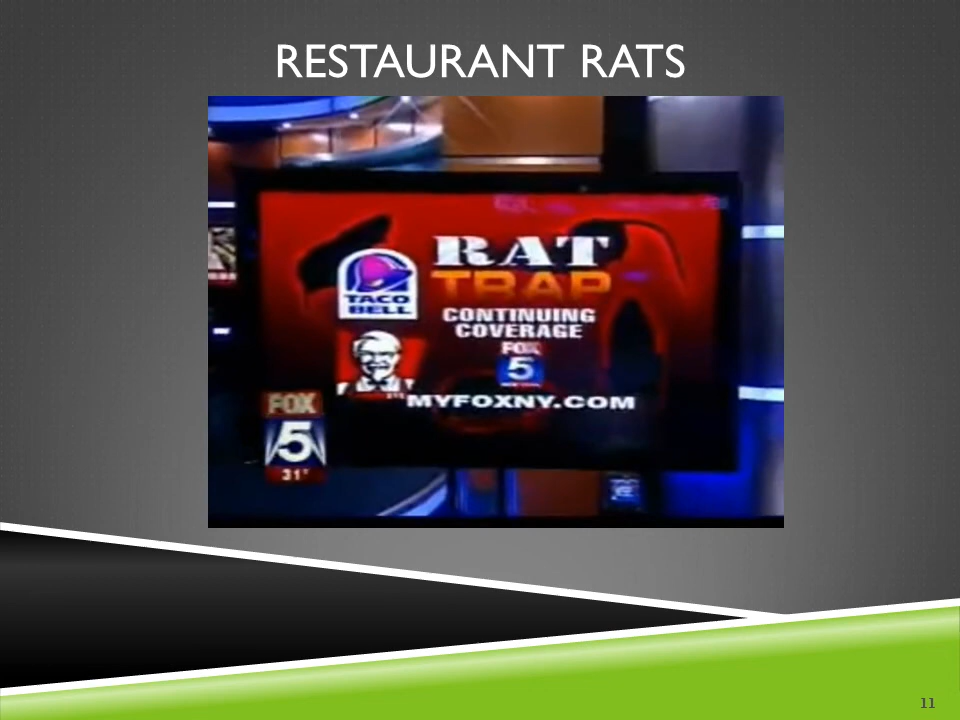 RESTAURANT RATS
RAT
TRAP
TACO
BELL
CONTINUING
COVERAGE
FOX
5
MYFOXNY.COM
FOX
5
31°
11